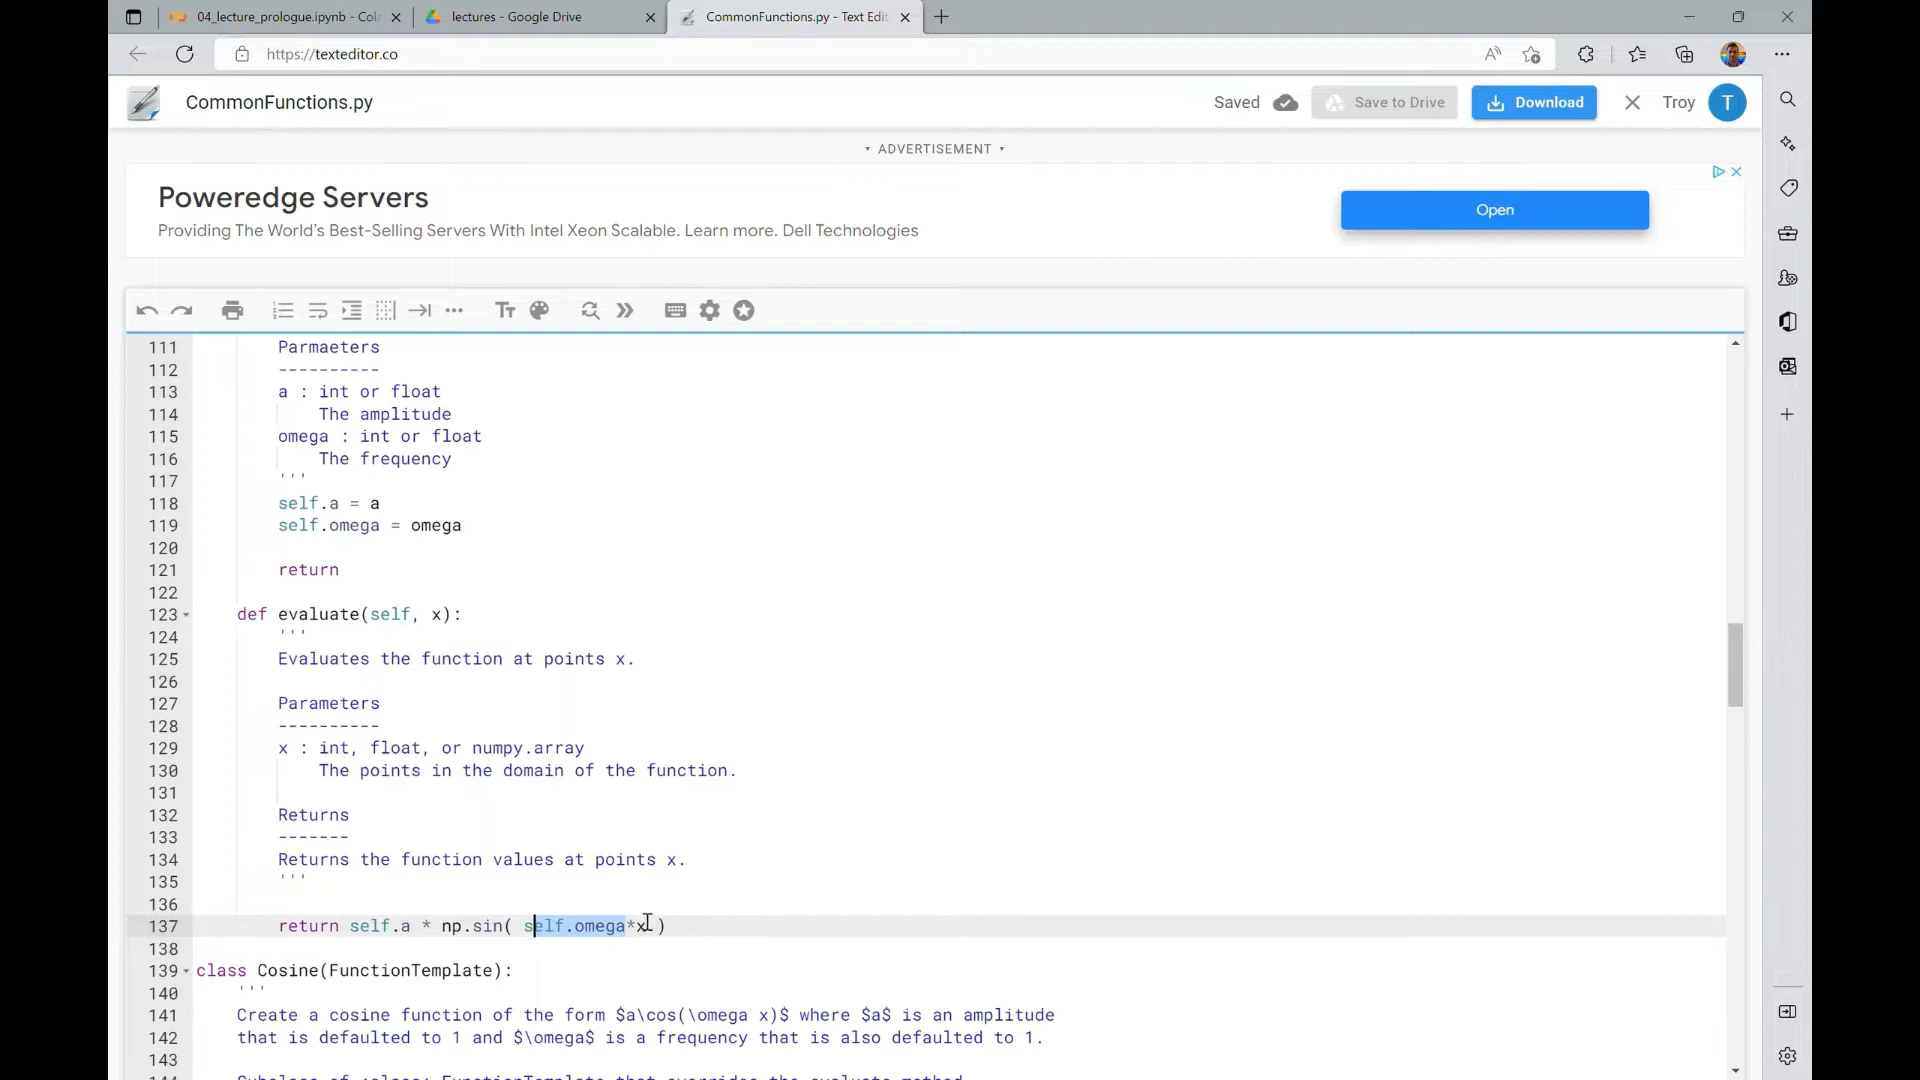 04_lecture_prologue.ipynb - Cola
lectures - Google Drive
CommonFunctions.py - Text Edit
https://texteditor.co
CommonFunctions.py
Saved
Save to Drive
Download
Troy
T
• ADVERTISEMENT •
Poweredge Servers
Providing The World's Best-Selling Servers With Intel Xeon Scalable. Learn more. Dell Technologies
Open
111 Parmaeters
112 ----------
113 a : int or float
114 The amplitude
115 omega : int or float
116 The frequency
117 '''
118 self.a = a
119 self.omega = omega
120
121 return
122
123 def evaluate(self, x):
124 '''
125 Evaluates the function at points x.
126
127 Parameters
128 ----------
129 x : int, float, or numpy.array
130 The points in the domain of the function.
131
132 Returns
133 -------
134 Returns the function values at points x.
135 '''
136
137 return self.a * np.sin( self.omega*x )
138
139 class Cosine(FunctionTemplate):
140 '''
141 Create a cosine function of the form $a\cos(\omega x)$ where $a$ is an amplitude
142 that is defaulted to 1 and $\omega$ is a frequency that is also defaulted to 1.
143